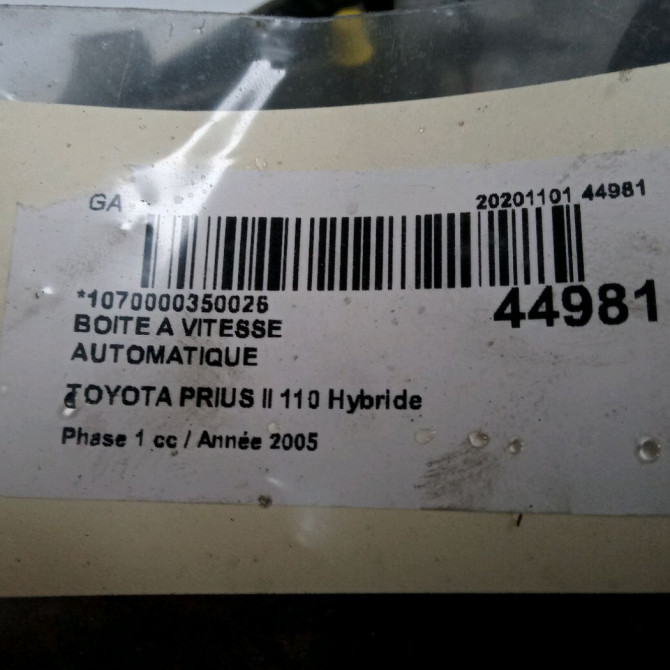 GA 20201101 44981
*1070000350026 44981
BOITE A VITESSE
AUTOMATIQUE
TOYOTA PRIUS II 110 Hybride
Phase 1 cc / Année 2005